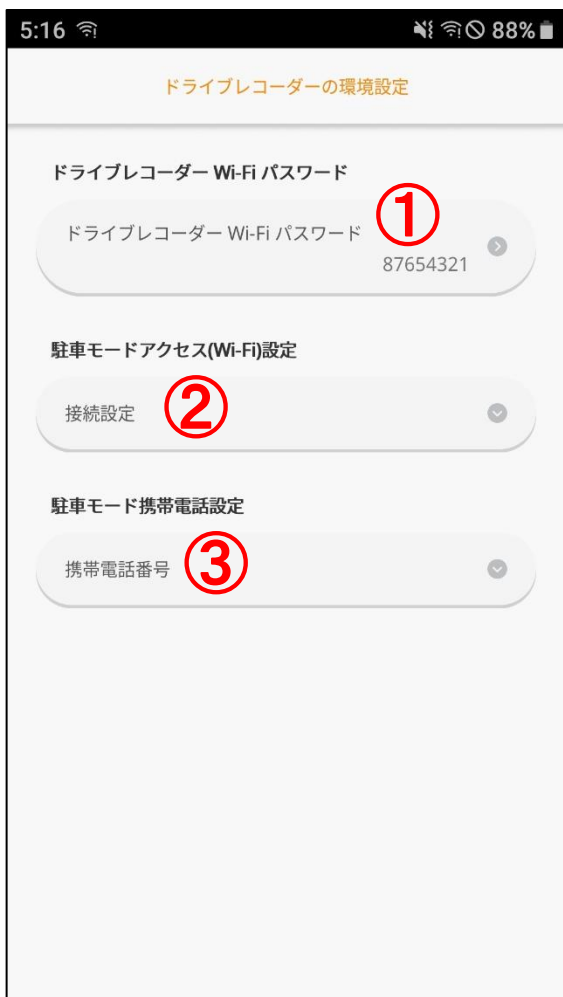 5:16 88%
ドライブレコーダーの環境設定
ドライブレコーダー Wi-Fi パスワード
ドライブレコーダー Wi-Fi パスワード ①
87654321
駐車モードアクセス(Wi-Fi)設定
接続設定 ②
駐車モード携帯電話設定
携帯電話番号 ③